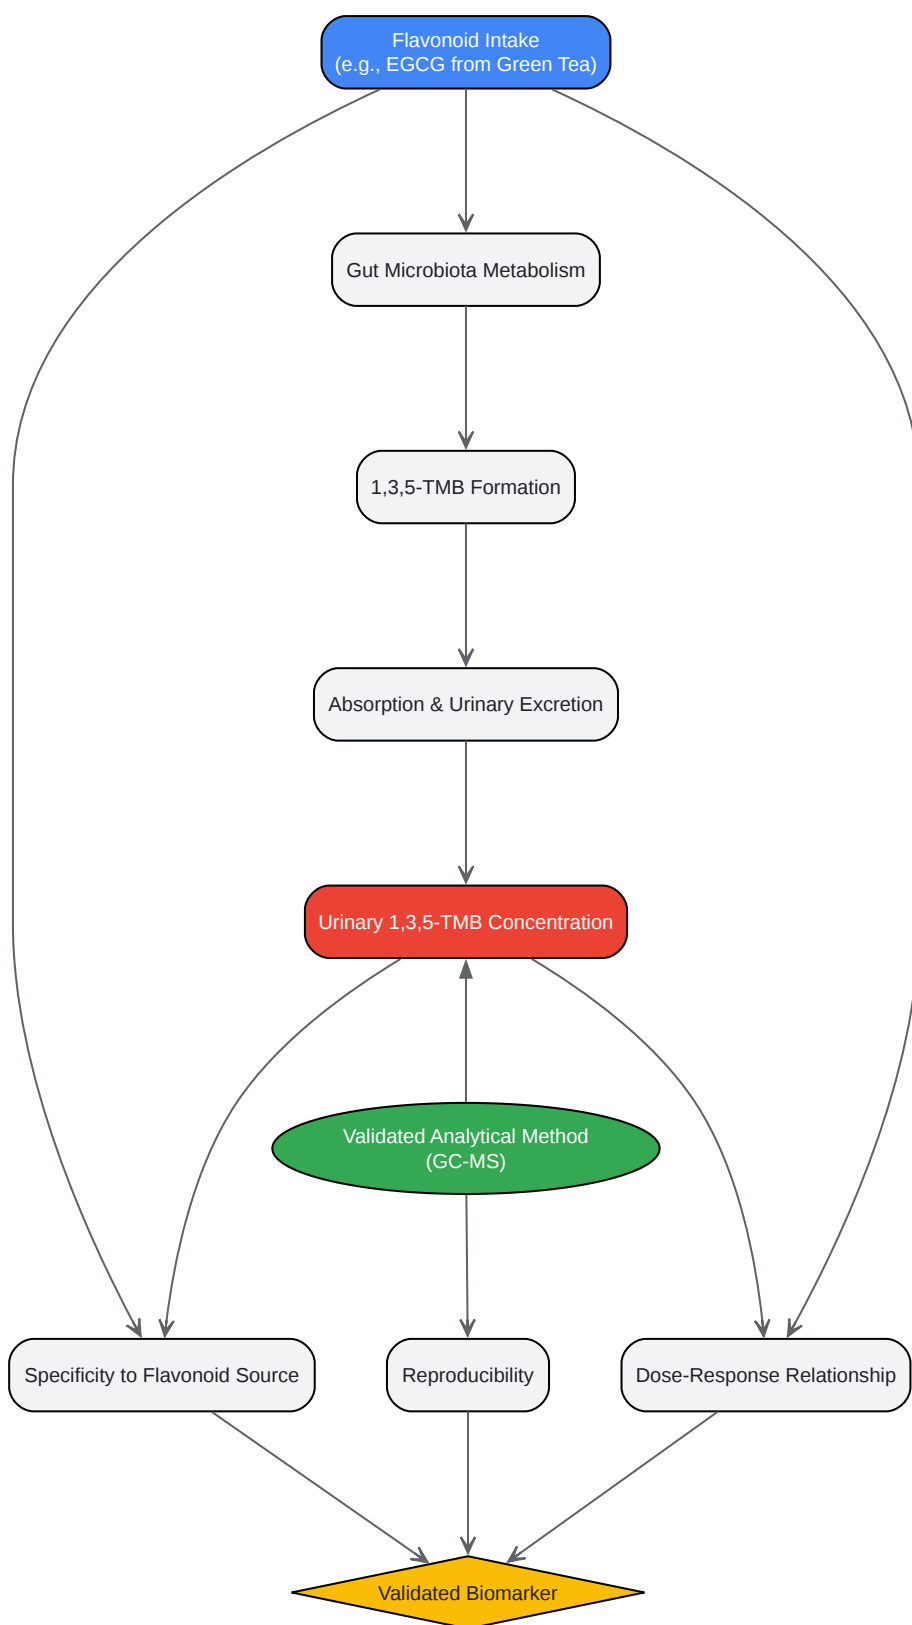 Flavonoid Intake
(e.g., EGCG from Green Tea)
Gut Microbiota Metabolism
1,3,5-TMB Formation
Absorption & Urinary Excretion
Urinary 1,3,5-TMB Concentration
Validated Analytical Method
(GC-MS)
Specificity to Flavonoid Source
Reproducibility
Dose-Response Relationship
Validated Biomarker